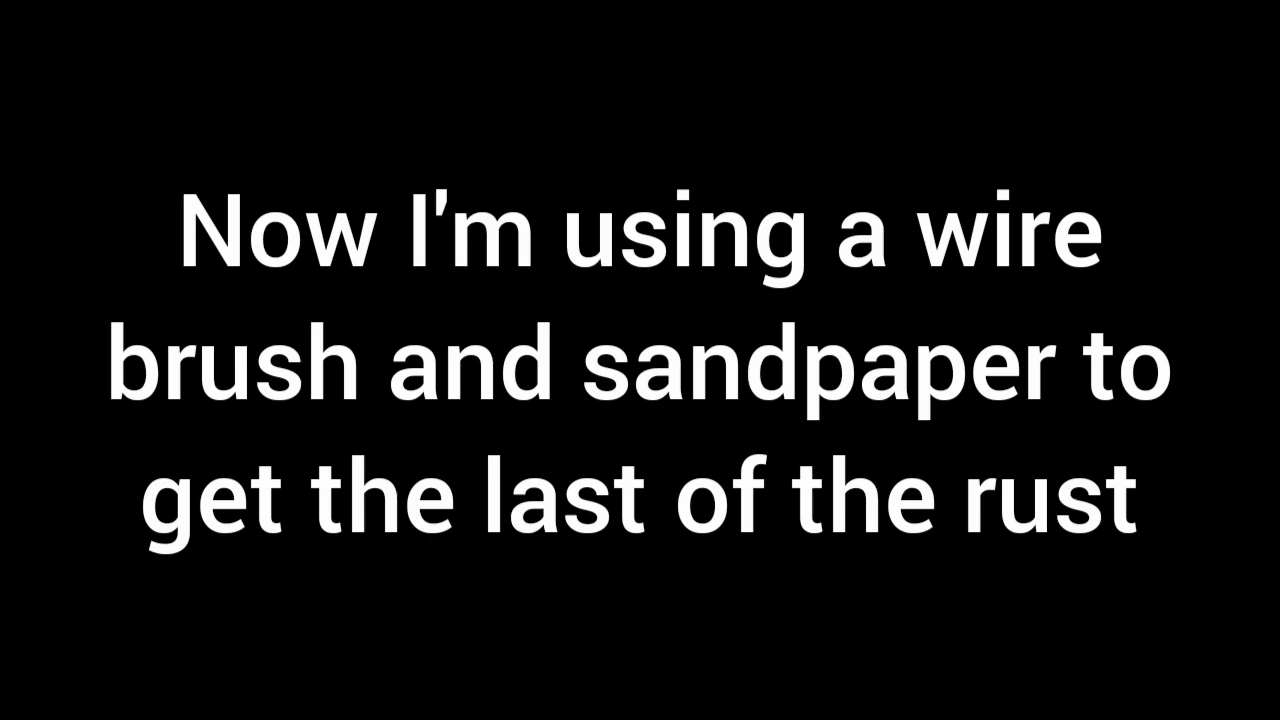 Now I'm using a wire
brush and sandpaper to
get the last of the rust